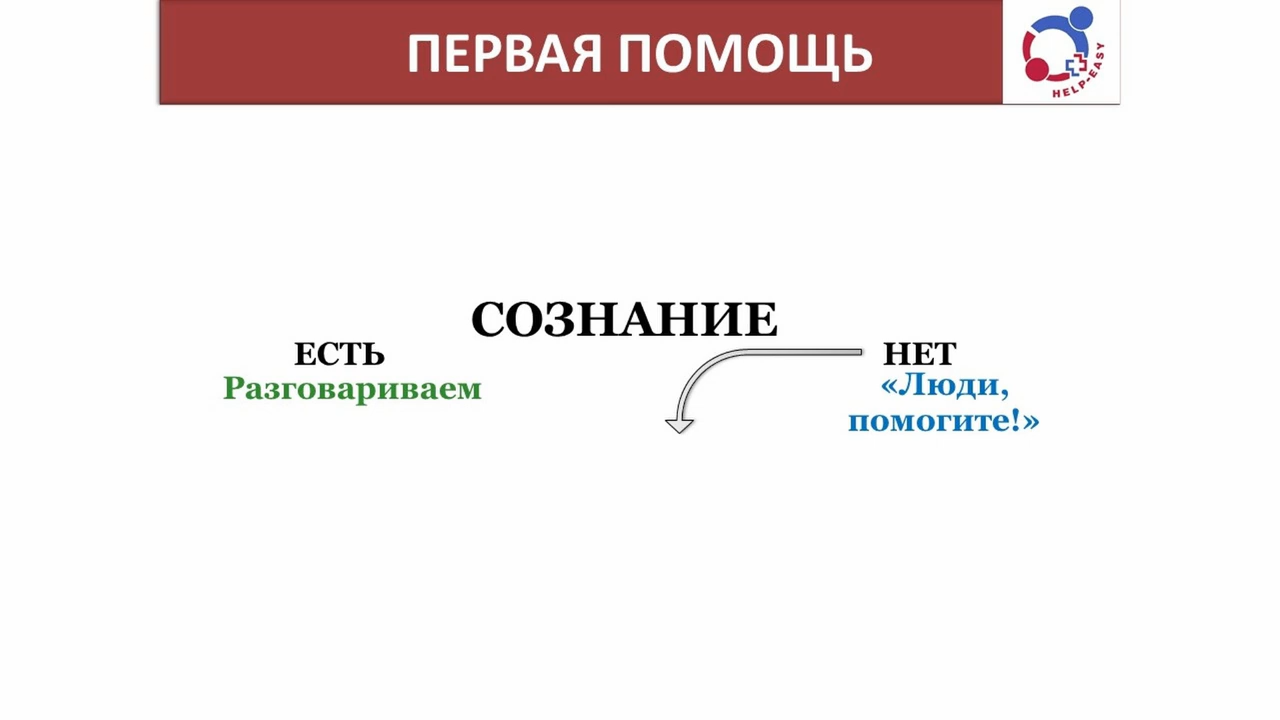 ПЕРВАЯ ПОМОЩЬ
HELP-EASY
СОЗНАНИЕ
ЕСТЬ
Разговариваем
НЕТ
«Люди,
помогите!»